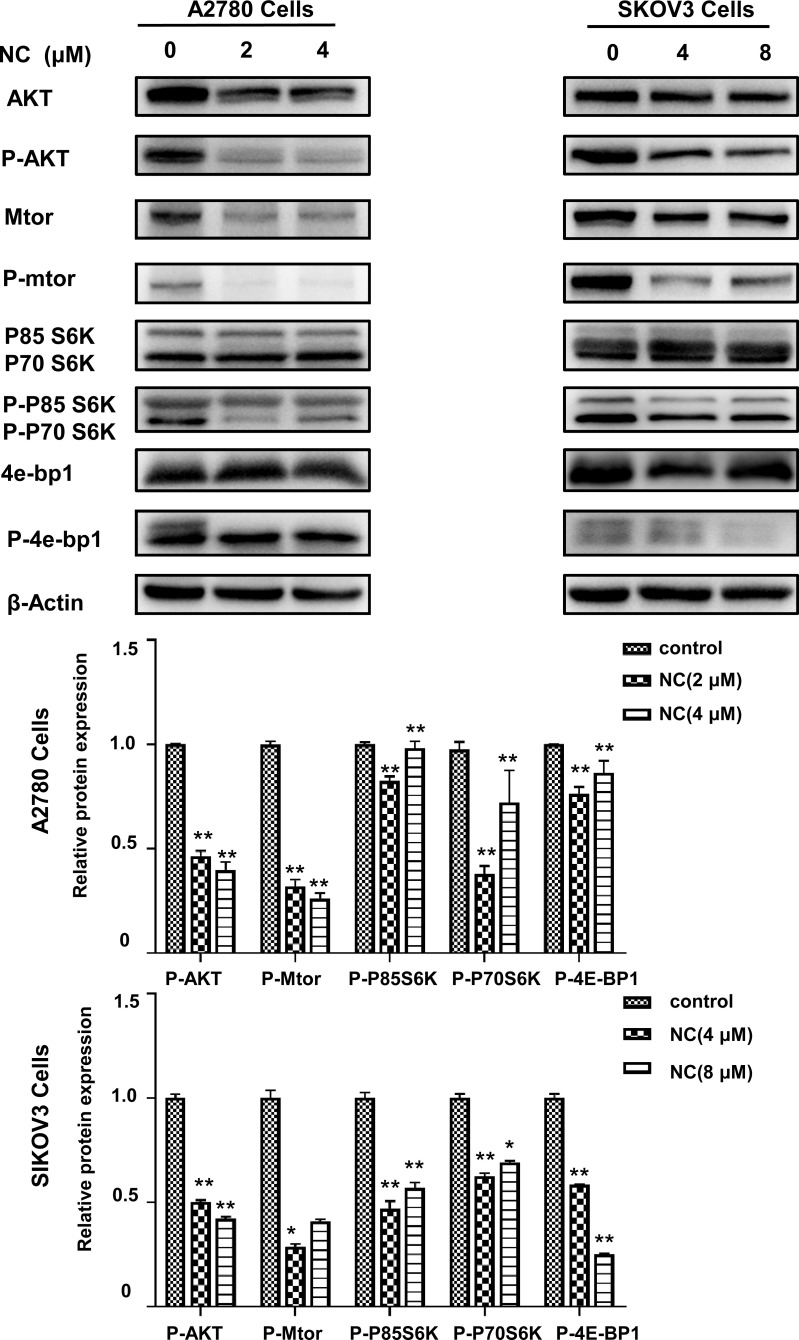 A2780 Cells SKOV3 Cells
NC (μM) 0 2 4 0 4 8
AKT
P-AKT
Mtor
P-mtor
P85 S6K
P70 S6K
P-P85 S6K
P-P70 S6K
4e-bp1
P-4e-bp1
β-Actin
A2780 Cells
Relative protein expression
1.5
1.0
0.5
0
control
NC(2 μM)
NC(4 μM)
** ** ** ** ** ** ** ** ** **
P-AKT P-Mtor P-P85S6K P-P70S6K P-4E-BP1
SIKOV3 Cells
Relative protein expression
1.5
1.0
0.5
0
control
NC(4 μM)
NC(8 μM)
** ** * ** ** ** * ** **
P-AKT P-Mtor P-P85S6K P-P70S6K P-4E-BP1